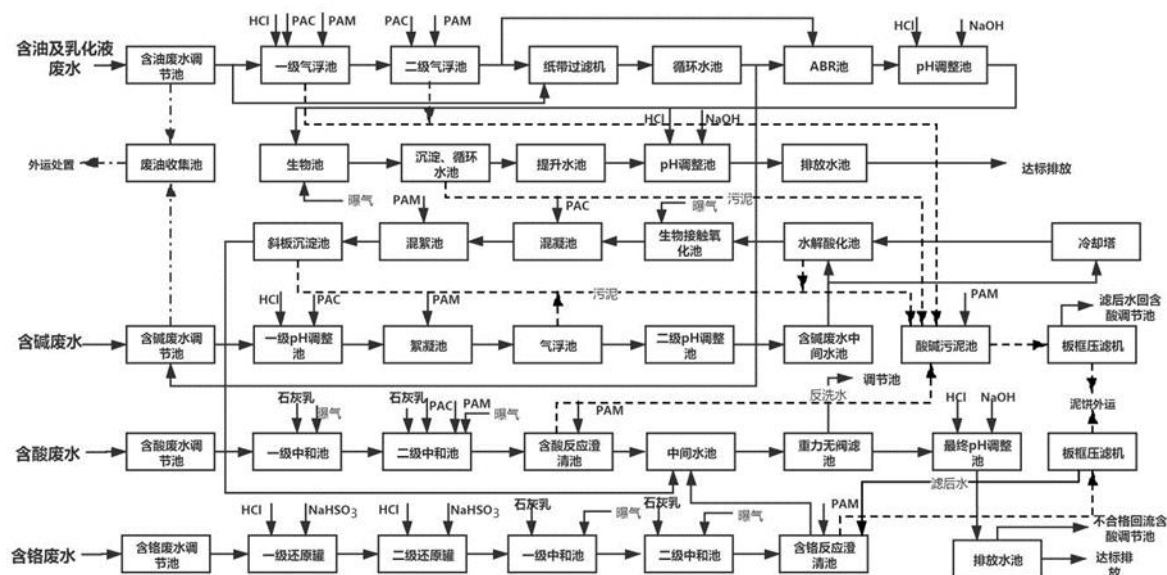 HCl PAC PAM
PAC PAM
HCl NaOH
含油及乳化液
废水
含油废水调
节池
一级气浮池
二级气浮池
纸带过滤机
循环水池
ABR池
pH调整池
HCl NaOH
外运处置
废油收集池
生物池
沉淀、循环
水池
提升水池
pH调整池
排放水池
达标排放
曝气
PAM
PAC
污泥
曝气
斜板沉淀池
混絮池
混凝池
生物接触氧
化池
水解酸化池
冷却塔
HCl PAC
PAM
污泥
PAM
滤后水回含
酸调节池
含碱废水
含碱废水调
节池
一级pH调整
池
絮凝池
气浮池
二级pH调整
池
含碱废水中
间水池
酸碱污泥池
板框压滤机
石灰乳
曝气
石灰乳
PAC PAM
曝气
PAM
反洗水
调节池
HCl NaOH
泥饼外运
含酸废水
含酸废水调
节池
一级中和池
二级中和池
含酸反应澄
清池
中间水池
重力无阀滤
池
最终pH调整
池
板框压滤机
滤后水
HCl NaHSO3
HCl NaHSO3
石灰乳
曝气
石灰乳
曝气
PAM
含铬废水
含铬废水调
节池
一级还原罐
二级还原罐
一级中和池
二级中和池
含铬反应澄
清池
排放水池
不合格回流含
酸调节池
达标排
放